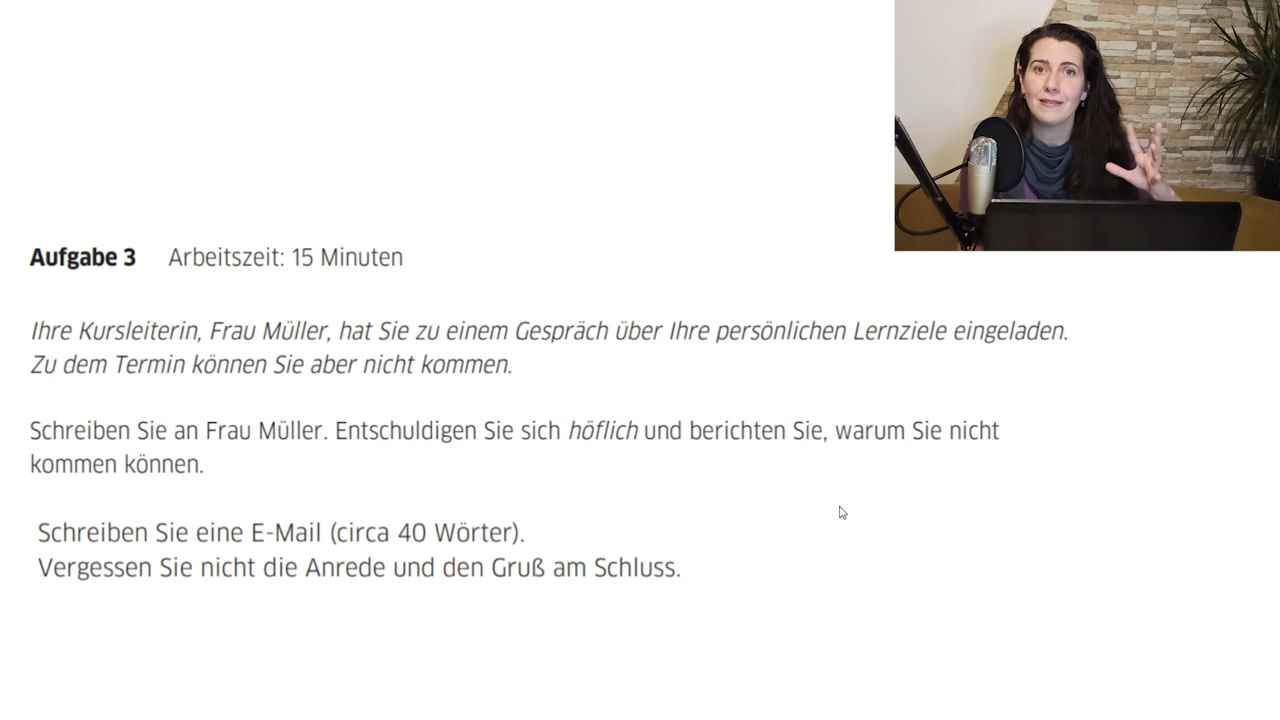 Aufgabe 3 Arbeitszeit: 15 Minuten
Ihre Kursleiterin, Frau Müller, hat Sie zu einem Gespräch über Ihre persönlichen Lernziele eingeladen.
Zu dem Termin können Sie aber nicht kommen.
Schreiben Sie an Frau Müller. Entschuldigen Sie sich höflich und berichten Sie, warum Sie nicht
kommen können.
Schreiben Sie eine E-Mail (circa 40 Wörter).
Vergessen Sie nicht die Anrede und den Gruß am Schluss.